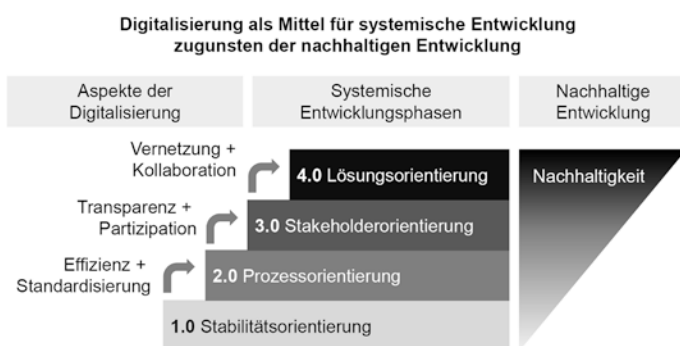 Digitalisierung als Mittel für systemische Entwicklung
zugunsten der nachhaltigen Entwicklung
Aspekte der
Digitalisierung
Systemische
Entwicklungsphasen
Nachhaltige
Entwicklung
Vernetzung +
Kollaboration
4.0 Lösungsorientierung
Nachhaltigkeit
Transparenz +
Partizipation
3.0 Stakeholderorientierung
Effizienz +
Standardisierung
2.0 Prozessorientierung
1.0 Stabilitätsorientierung